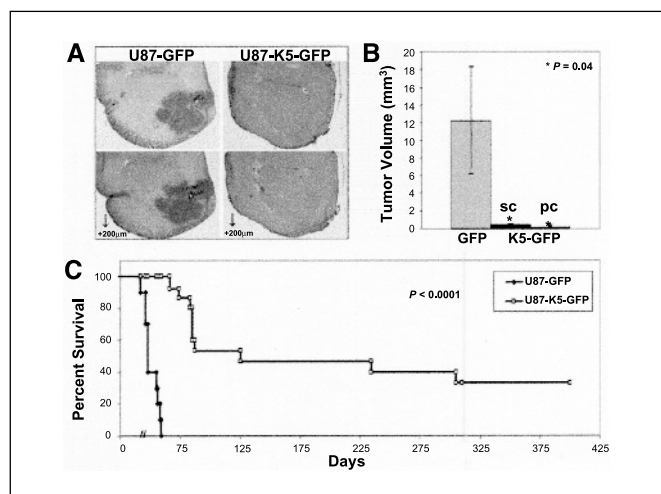 A
U87-GFP
U87-K5-GFP
+200µm
+200µm
B
Tumor Volume (mm³)
20
18
16
14
12
10
8
6
4
2
0
* P = 0.04
sc
pc
*
*
GFP
K5-GFP
C
Percent Survival
100
80
60
40
20
0
P < 0.0001
U87-GFP
U87-K5-GFP
0
//
75
125
175
225
275
325
375
425
Days